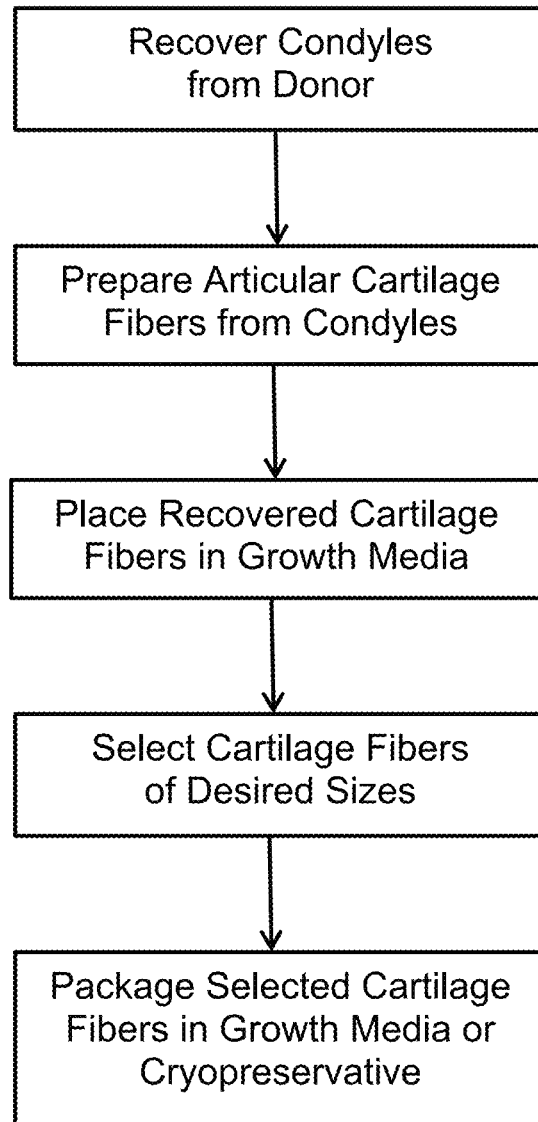 Recover Condyles
from Donor
Prepare Articular Cartilage
Fibers from Condyles
Place Recovered Cartilage
Fibers in Growth Media
Select Cartilage Fibers
of Desired Sizes
Package Selected Cartilage
Fibers in Growth Media or
Cryopreservative